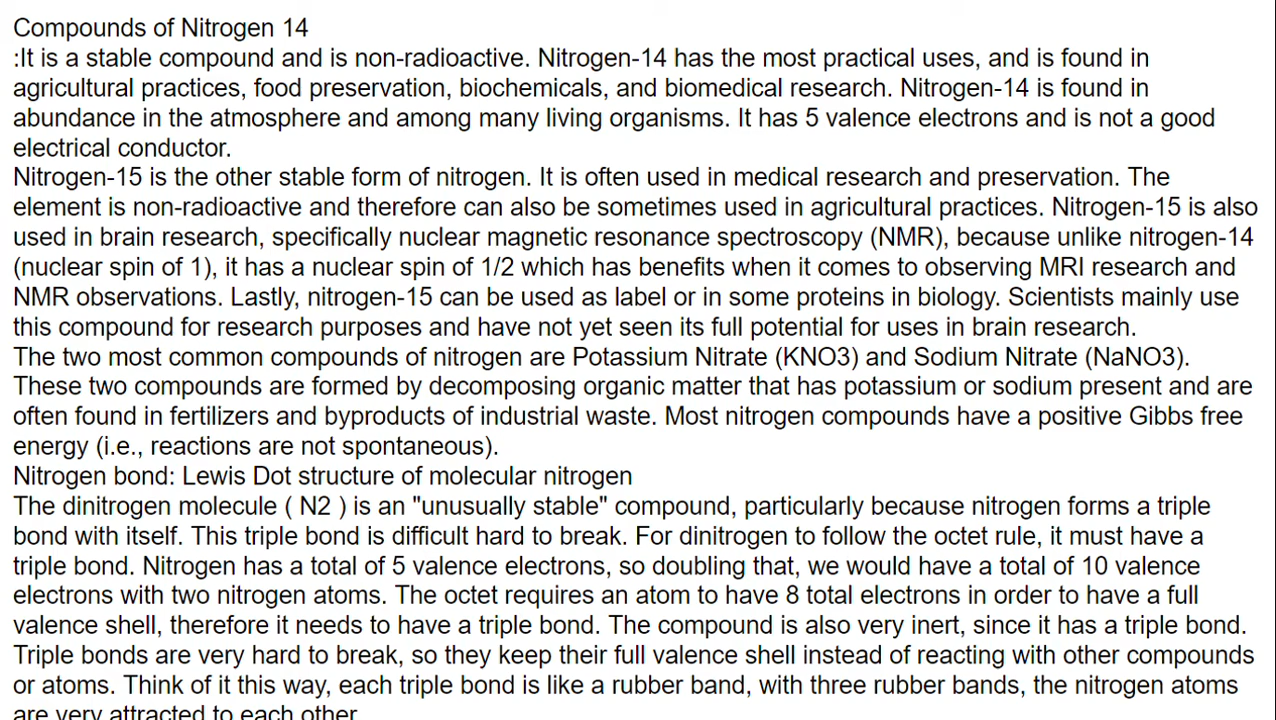 Compounds of Nitrogen 14
:It is a stable compound and is non-radioactive. Nitrogen-14 has the most practical uses, and is found in
agricultural practices, food preservation, biochemicals, and biomedical research. Nitrogen-14 is found in
abundance in the atmosphere and among many living organisms. It has 5 valence electrons and is not a good
electrical conductor.
Nitrogen-15 is the other stable form of nitrogen. It is often used in medical research and preservation. The
element is non-radioactive and therefore can also be sometimes used in agricultural practices. Nitrogen-15 is also
used in brain research, specifically nuclear magnetic resonance spectroscopy (NMR), because unlike nitrogen-14
(nuclear spin of 1), it has a nuclear spin of 1/2 which has benefits when it comes to observing MRI research and
NMR observations. Lastly, nitrogen-15 can be used as label or in some proteins in biology. Scientists mainly use
this compound for research purposes and have not yet seen its full potential for uses in brain research.
The two most common compounds of nitrogen are Potassium Nitrate (KNO3) and Sodium Nitrate (NaNO3).
These two compounds are formed by decomposing organic matter that has potassium or sodium present and are
often found in fertilizers and byproducts of industrial waste. Most nitrogen compounds have a positive Gibbs free
energy (i.e., reactions are not spontaneous).
Nitrogen bond: Lewis Dot structure of molecular nitrogen
The dinitrogen molecule ( N2 ) is an "unusually stable" compound, particularly because nitrogen forms a triple
bond with itself. This triple bond is difficult hard to break. For dinitrogen to follow the octet rule, it must have a
triple bond. Nitrogen has a total of 5 valence electrons, so doubling that, we would have a total of 10 valence
electrons with two nitrogen atoms. The octet requires an atom to have 8 total electrons in order to have a full
valence shell, therefore it needs to have a triple bond. The compound is also very inert, since it has a triple bond.
Triple bonds are very hard to break, so they keep their full valence shell instead of reacting with other compounds
or atoms. Think of it this way, each triple bond is like a rubber band, with three rubber bands, the nitrogen atoms
are very attracted to each other.